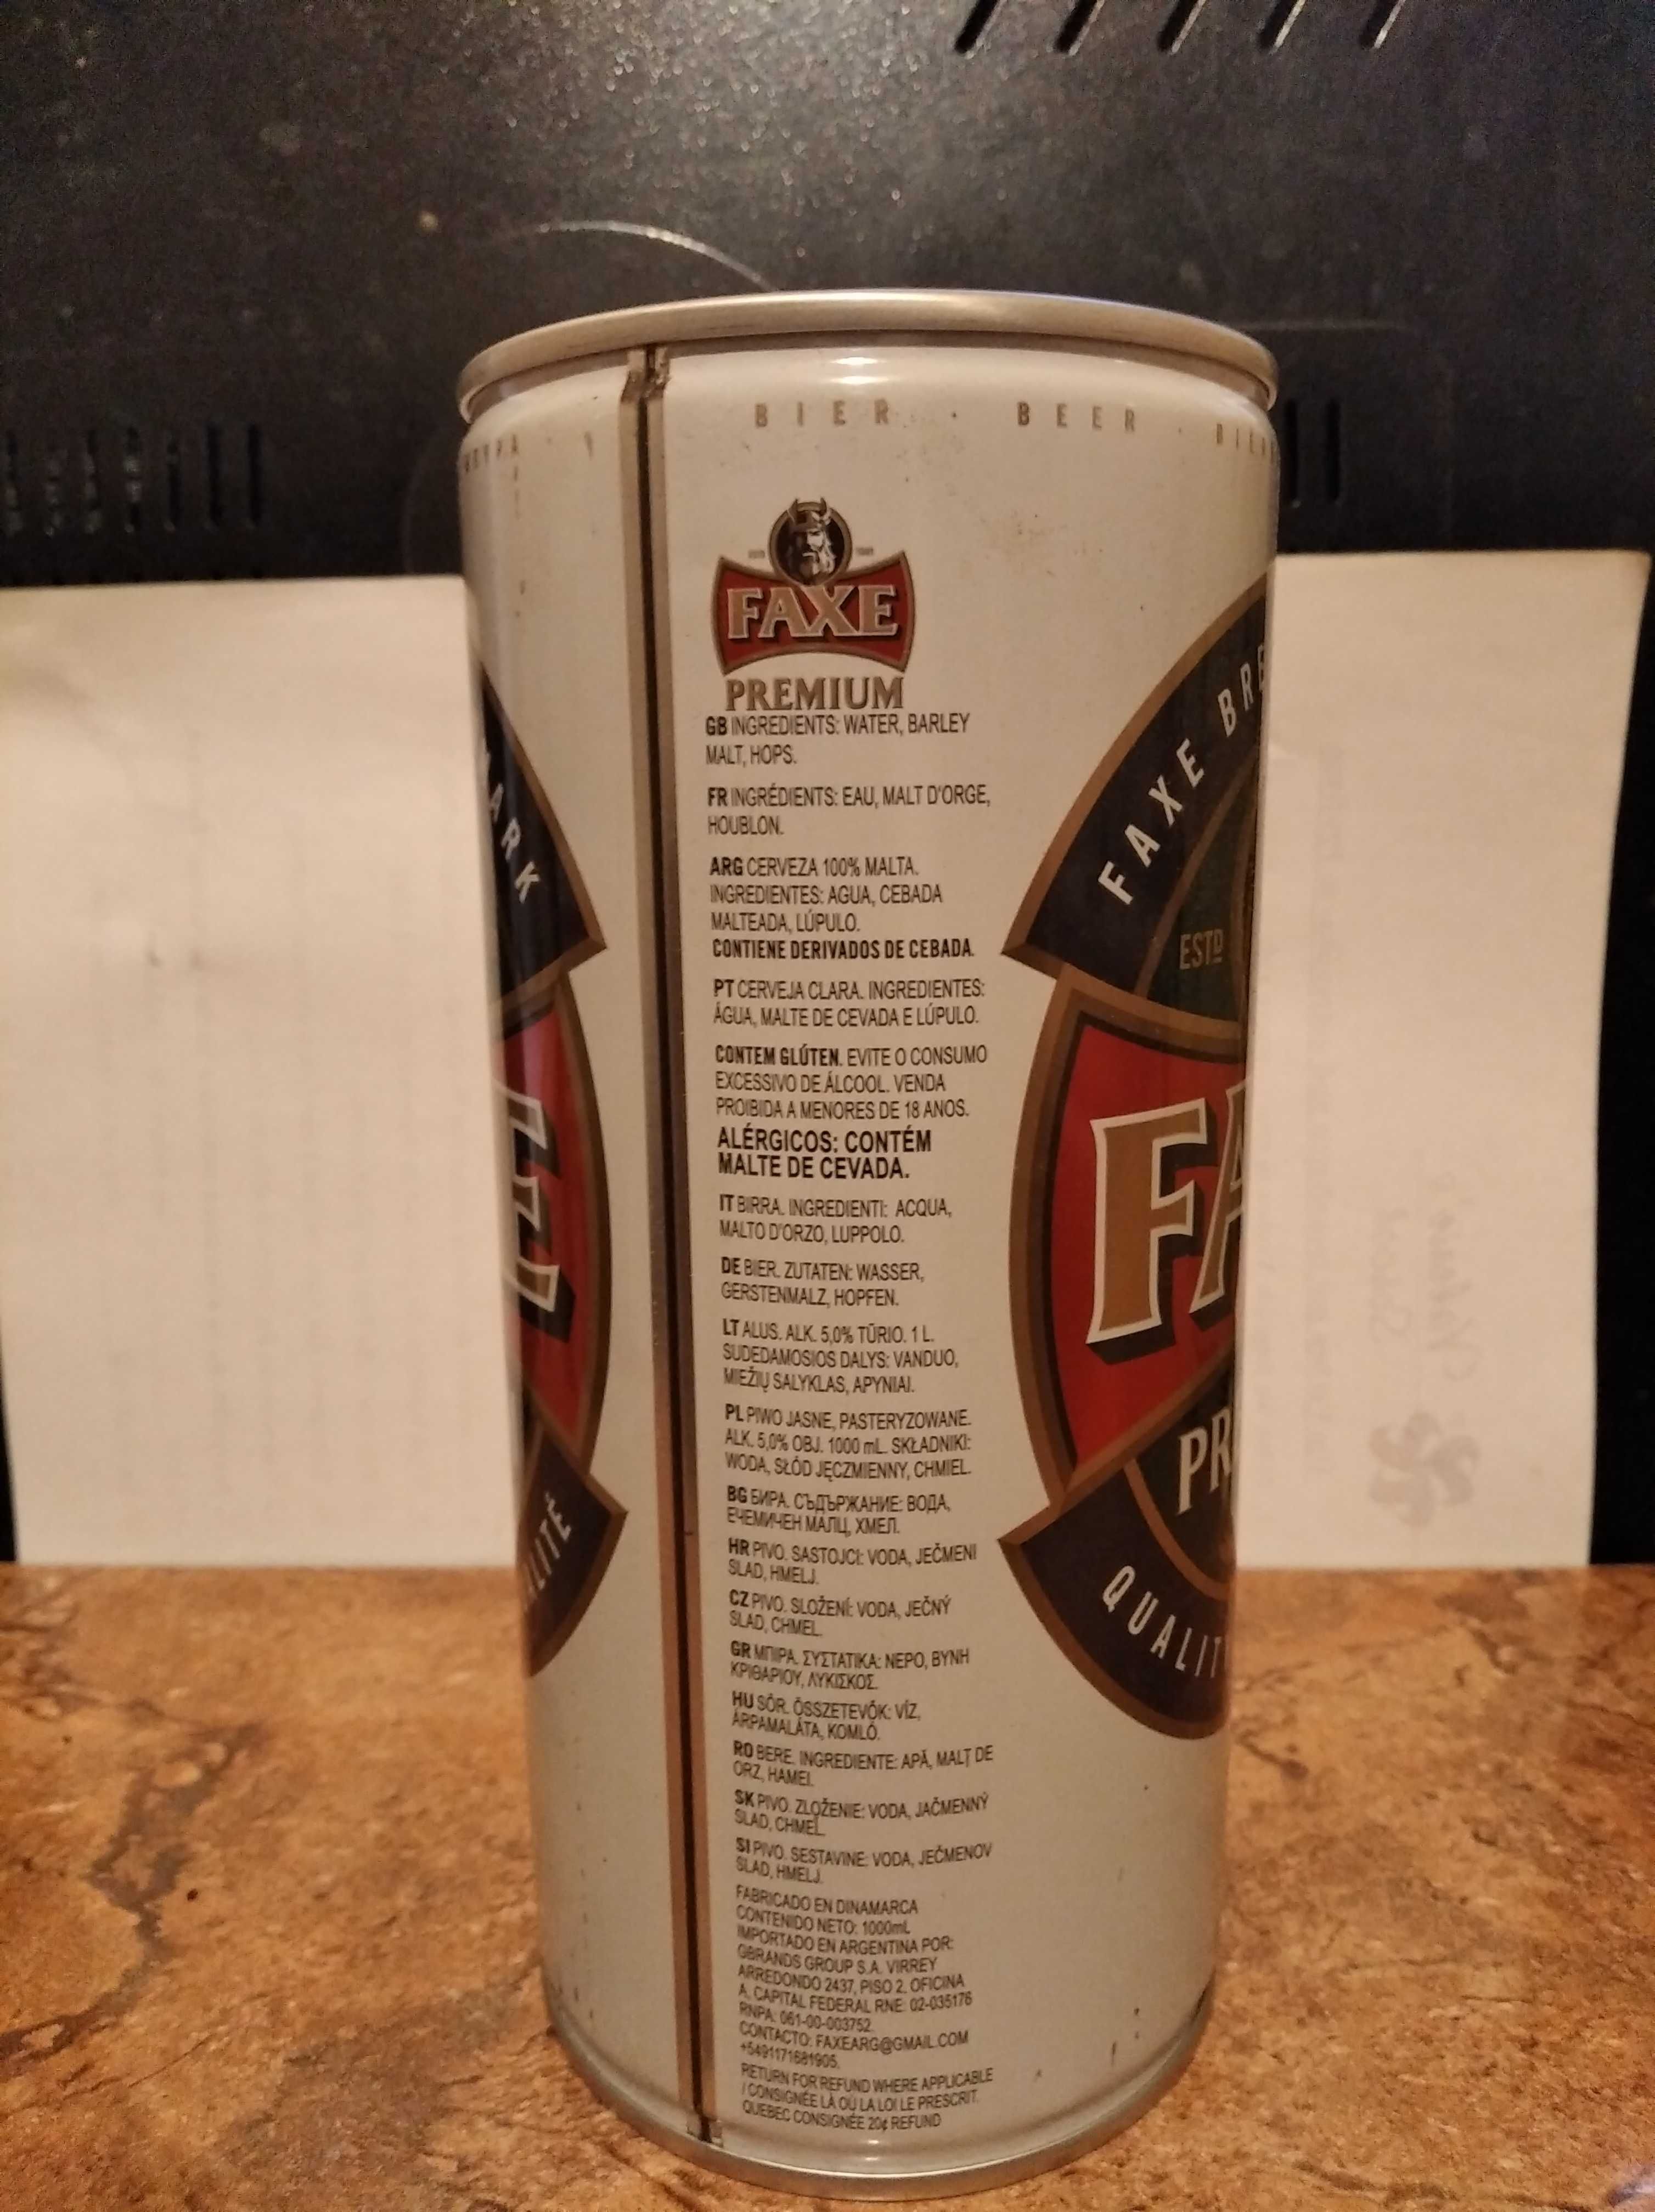 BIER · BEER ·
FAXE
PREMIUM
GB INGREDIENTS: WATER, BARLEY
MALT, HOPS.
FR INGRÉDIENTS: EAU, MALT D'ORGE,
HOUBLON.
ARG CERVEZA 100% MALTA.
INGREDIENTES: AGUA, CEBADA
MALTEADA, LÚPULO.
CONTIENE DERIVADOS DE CEBADA.
PT CERVEJA CLARA. INGREDIENTES:
ÁGUA, MALTE DE CEVADA E LÚPULO.
CONTEM GLÚTEN. EVITE O CONSUMO
EXCESSIVO DE ÁLCOOL. VENDA
PROIBIDA A MENORES DE 18 ANOS.
ALÉRGICOS: CONTÉM
MALTE DE CEVADA.
IT BIRRA. INGREDIENTI: ACQUA,
MALTO D'ORZO, LUPPOLO.
DE BIER. ZUTATEN: WASSER,
GERSTENMALZ, HOPFEN.
LT ALUS. ALK. 5,0% TŪRIO. 1 L.
SUDEDAMOSIOS DALYS: VANDUO,
MIEŽIŲ SALYKLAS, APYNIAI.
PL PIWO JASNE, PASTERYZOWANE.
ALK. 5,0% OBJ. 1000 mL. SKŁADNIKI:
WODA, SŁÓD JĘCZMIENNY, CHMIEL.
BG БИРА. СЪДЪРЖАНИЕ: ВОДА,
ЕЧЕМИЧЕН МАЛЦ, ХМЕЛ.
HR PIVO. SASTOJCI: VODA, JEČMENI
SLAD, HMELJ.
CZ PIVO. SLOŽENÍ: VODA, JEČNÝ
SLAD, CHMEL.
GR ΜΠΙΡΑ. ΣΥΣΤΑΤΙΚΑ: ΝΕΡΟ, ΒΥΝΗ
ΚΡΙΘΑΡΙΟΥ, ΛΥΚΙΣΚΟΣ.
HU SÖR. ÖSSZETEVŐK: VÍZ,
ÁRPAMALÁTA, KOMLÓ.
RO BERE. INGREDIENTE: APĂ, MALŢ DE
ORZ, HAMEI.
SK PIVO. ZLOŽENIE: VODA, JAČMENNÝ
SLAD, CHMEĽ.
SI PIVO. SESTAVINE: VODA, JEČMENOV
SLAD, HMELJ.
FABRICADO EN DINAMARCA
CONTENIDO NETO: 1000mL
IMPORTADO EN ARGENTINA POR:
GBRANDS GROUP S.A. VIRREY
ARREDONDO 2437, PISO 2, OFICINA
A, CAPITAL FEDERAL RNE: 02-035176
RNPA: 061-00-003752.
CONTACTO: FAXEARG@GMAIL.COM
+5491171681905.
RETURN FOR REFUND WHERE APPLICABLE
/ CONSIGNÉE LÀ OÙ LA LOI LE PRESCRIT.
QUEBEC CONSIGNÉE 20¢ REFUND
FAXE BRE
ESTD
FA
PR
QUALIT
ARK
E
ALITÉ